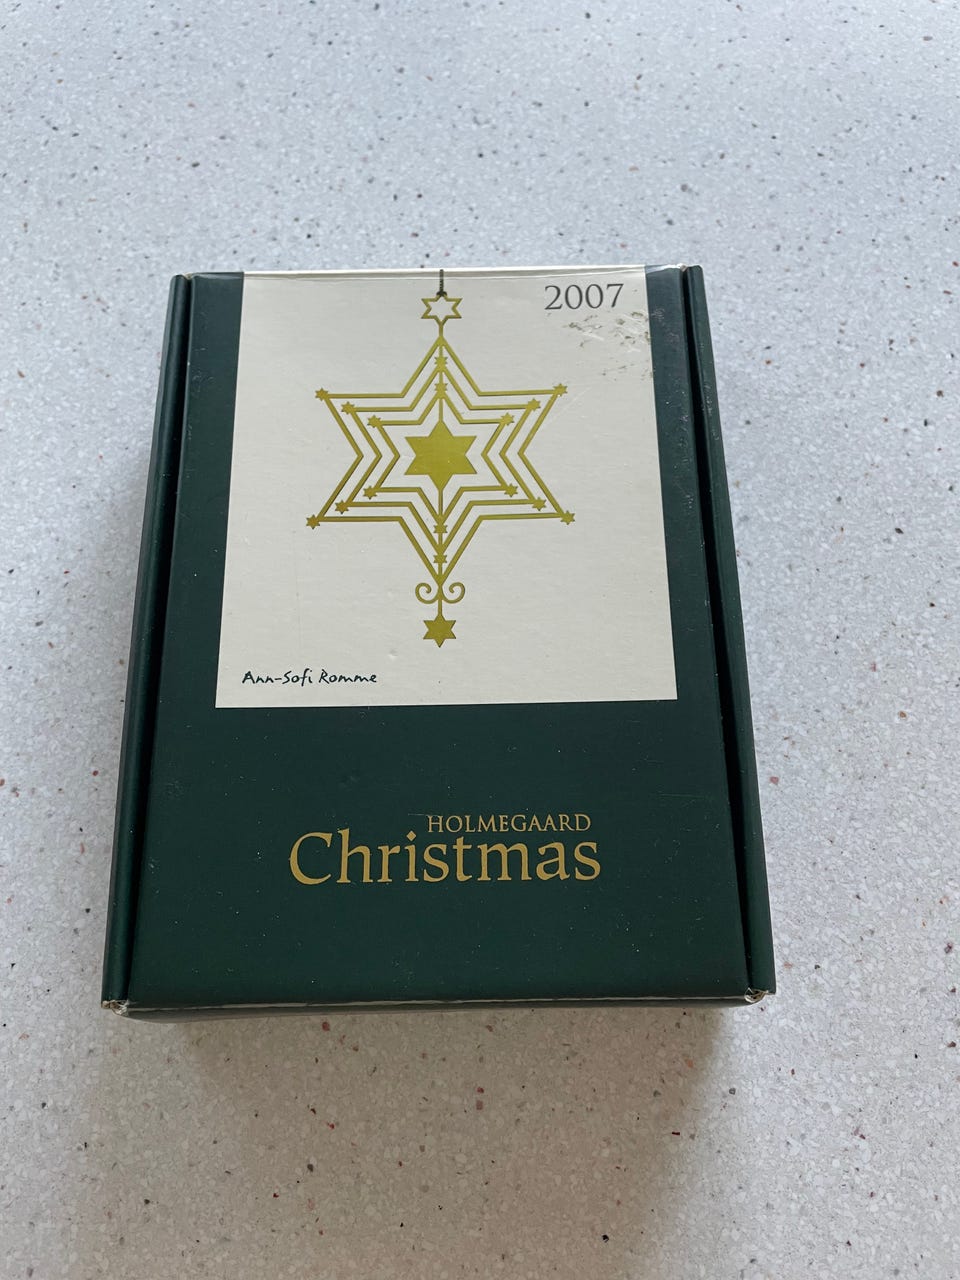 2007
Ann-Sofi Romme
HOLMEGAARD
Christmas